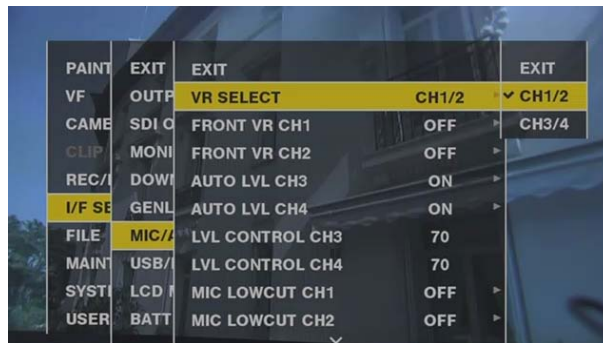 PAINT EXIT EXIT EXIT
VF OUTP VR SELECT CH1/2 CH1/2
CAME SDI O FRONT VR CH1 OFF CH3/4
CLIP MONI FRONT VR CH2 OFF
REC/ DOW AUTO LVL CH3 ON
I/F SE GENL AUTO LVL CH4 ON
FILE MIC/A LVL CONTROL CH3 70
MAINT USB/ LVL CONTROL CH4 70
SYST LCD MIC LOWCUT CH1 OFF
USER BATT MIC LOWCUT CH2 OFF